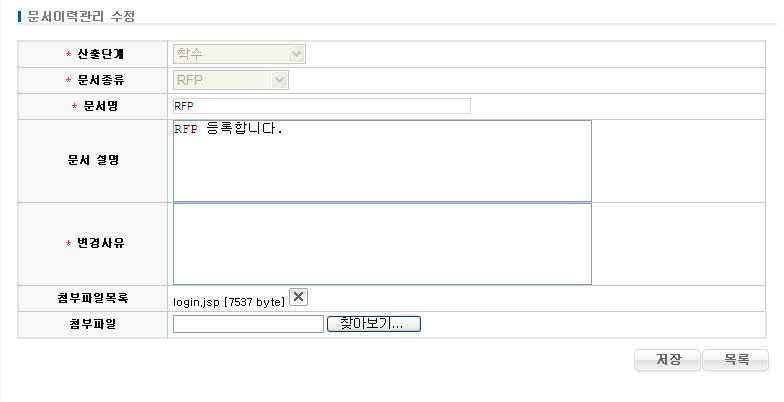 문서이력관리 수정
* 산출단계 착수
* 문서종류 RFP
* 문서명 RFP
문서 설명 RFP 등록합니다.
* 변경사유
첨부파일목록 login.jsp [7537 byte]
첨부파일 찾아보기...
저장 목록